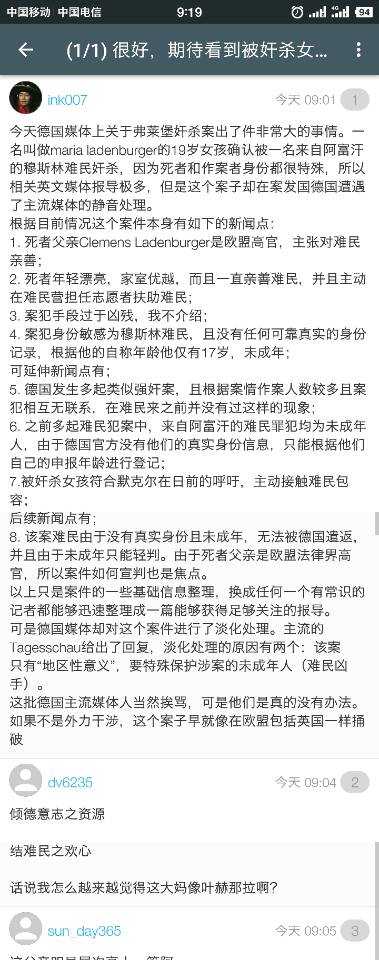 中国移动 中国电信 9:19 94
(1/1) 很好，期待看到被奸杀女...
ink007 今天 09:01 1
今天德国媒体上关于弗莱堡奸杀案出了件非常大的事情。一
名叫做maria ladenburger的19岁女孩确认被一名来自阿富汗
的穆斯林难民奸杀，因为死者和作案者身份都很特殊，所以
相关英文媒体报导极多，但是这个案子却在案发国德国遭遇
了主流媒体的静音处理。
根据目前情况这个案件本身有如下的新闻点：
1. 死者父亲Clemens Ladenburger是欧盟高官，主张对难民
亲善；
2. 死者年轻漂亮，家室优越，而且一直亲善难民，并且主动
在难民营担任志愿者扶助难民；
3. 案犯手段过于凶残，我不介绍；
4. 案犯身份敏感为穆斯林难民，且没有任何可靠真实的身份
记录，根据他的自称年龄他仅有17岁，未成年；
可延伸新闻点有；
5. 德国发生多起类似强奸案，且根据案情作案人数较多且案
犯相互无联系，在难民来之前并没有过这样的现象；
6. 之前多起难民犯案中，来自阿富汗的难民罪犯均为未成年
人，由于德国官方没有他们的真实身份信息，只能根据他们
自己的申报年龄进行登记；
7.被奸杀女孩符合默克尔在日前的呼吁，主动接触难民包
容；
后续新闻点有；
8. 该案难民由于没有真实身份且未成年，无法被德国遣返，
并且由于未成年只能轻判。由于死者父亲是欧盟法律界高
官，所以案件如何宣判也是焦点。
以上只是案件的一些基础信息整理，换成任何一个有常识的
记者都能够迅速整理成一篇能够获得足够关注的报导。
可是德国媒体却对这个案件进行了淡化处理。主流的
Tagesschau给出了回复，淡化处理的原因有两个：该案
只有“地区性意义”，要特殊保护涉案的未成年人（难民凶
手）。
这批德国主流媒体人当然挨骂，可是他们是真的没有办法。
如果不是外力干涉，这个案子早就像在欧盟包括英国一样捅
破
dv6235 今天 09:04 2
倾德意志之资源
结难民之欢心
话说我怎么越来越觉得这大妈像叶赫那拉啊？
sun_day365 今天 09:05 3